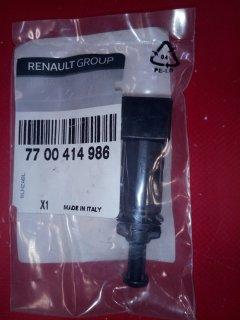 04
PE-LD
RENAULT GROUP
77 00 414 986
X1
MADE IN ITALY